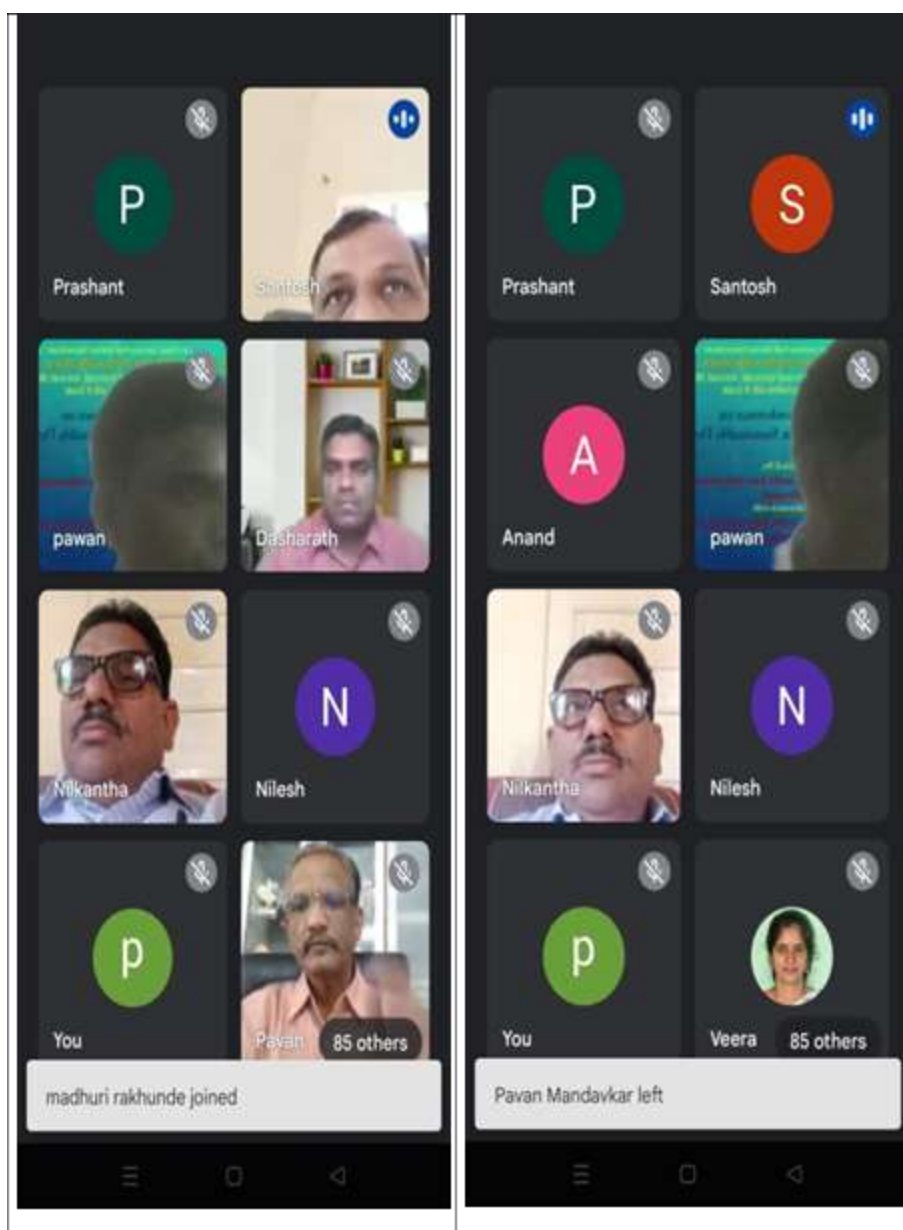 P
Prashant
Santosh
pawan
Dasharath
Nilkantha
N
Nilesh
p
You
Pavan
85 others
madhuri rakhunde joined
P
Prashant
S
Santosh
A
Anand
pawan
Nilkantha
N
Nilesh
p
You
Veera
85 others
Pavan Mandavkar left